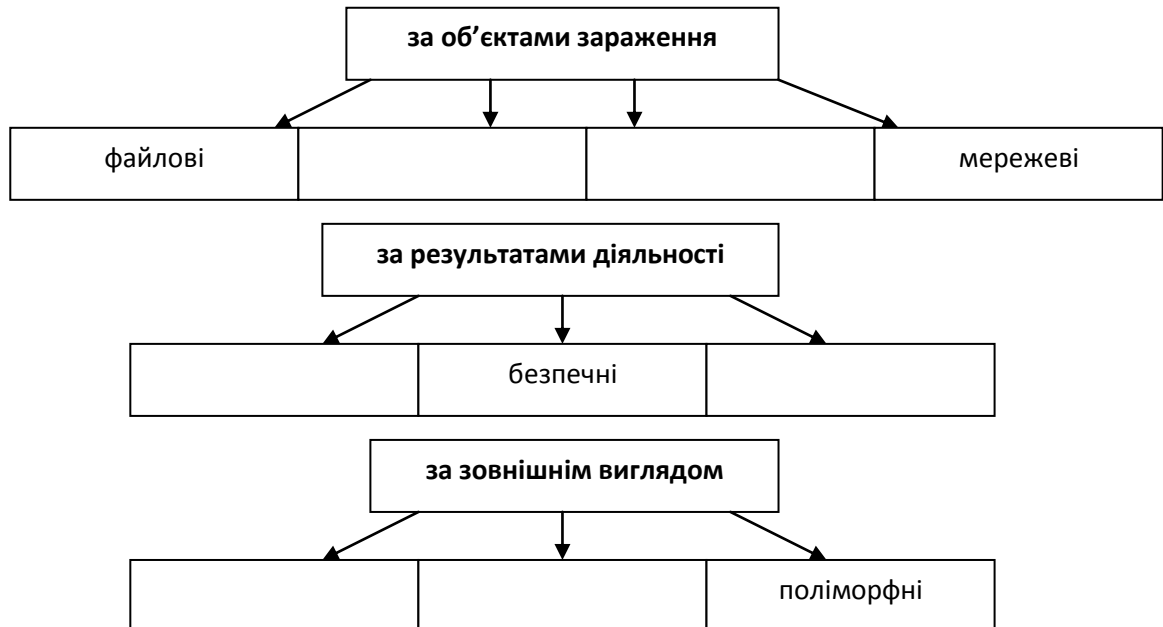 за об’єктами зараження
файлові
мережеві
за результатами діяльності
безпечні
за зовнішнім виглядом
поліморфні